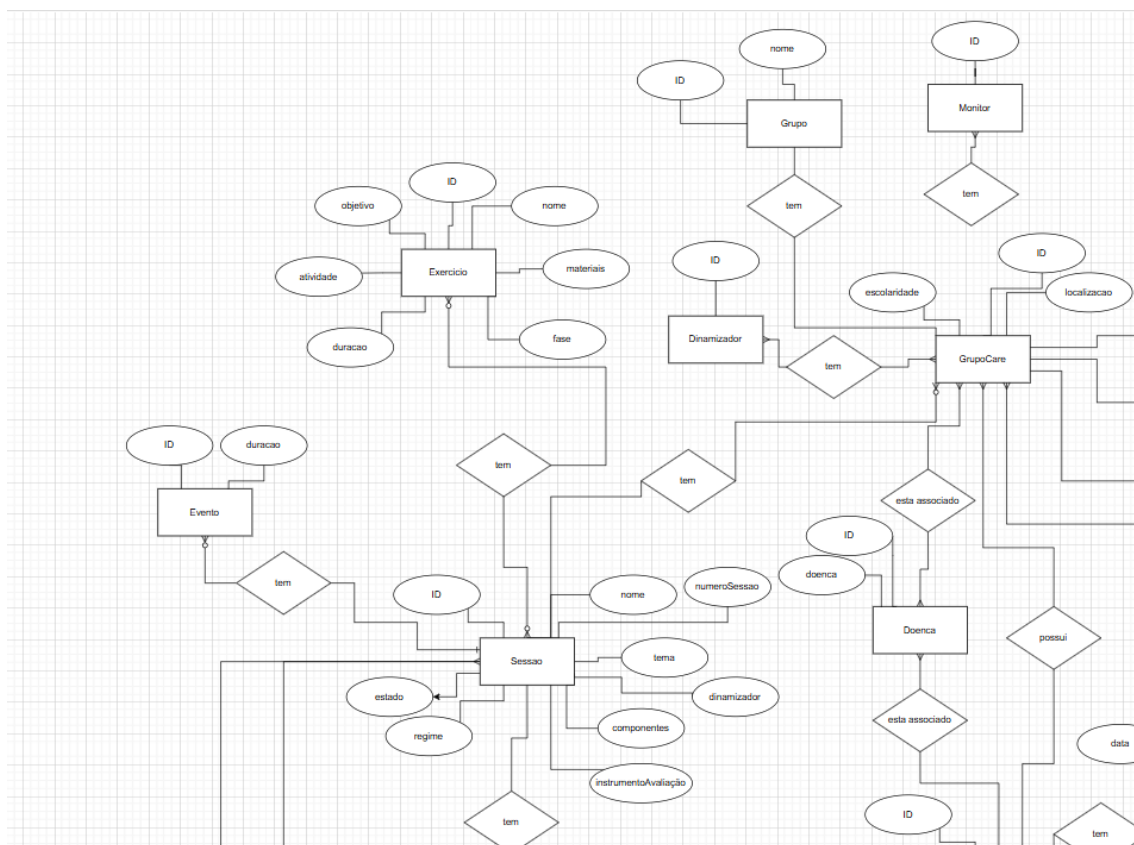 ID
nome
ID
Grupo
Monitor
tem
tem
ID
objetivo
nome
Exercicio
materiais
atividade
duracao
fase
ID
Dinamizador
tem
ID
escolaridade
localizacao
GrupoCare
ID
duracao
Evento
tem
tem
tem
esta associado
ID
doenca
Doenca
possui
ID
nome
numeroSessao
Sessao
tema
estado
dinamizador
regime
componentes
instrumentoAvaliação
esta associado
data
tem
ID
tem